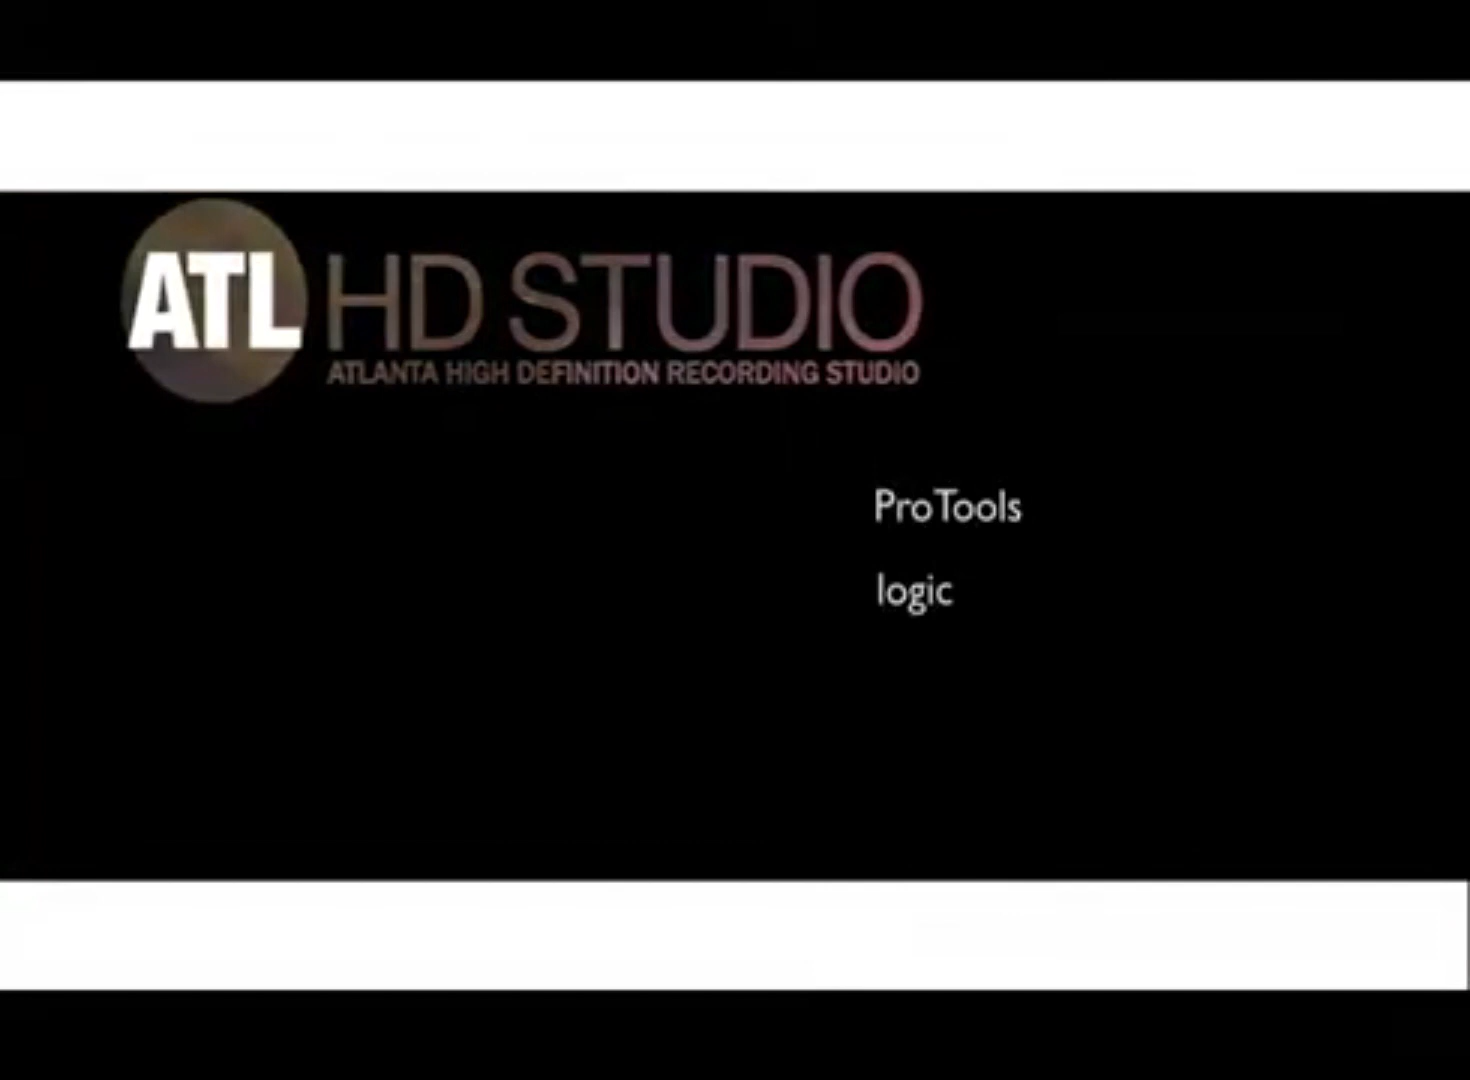 ATL HD STUDIO
ATLANTA HIGH DEFINITION RECORDING STUDIO
ProTools
logic